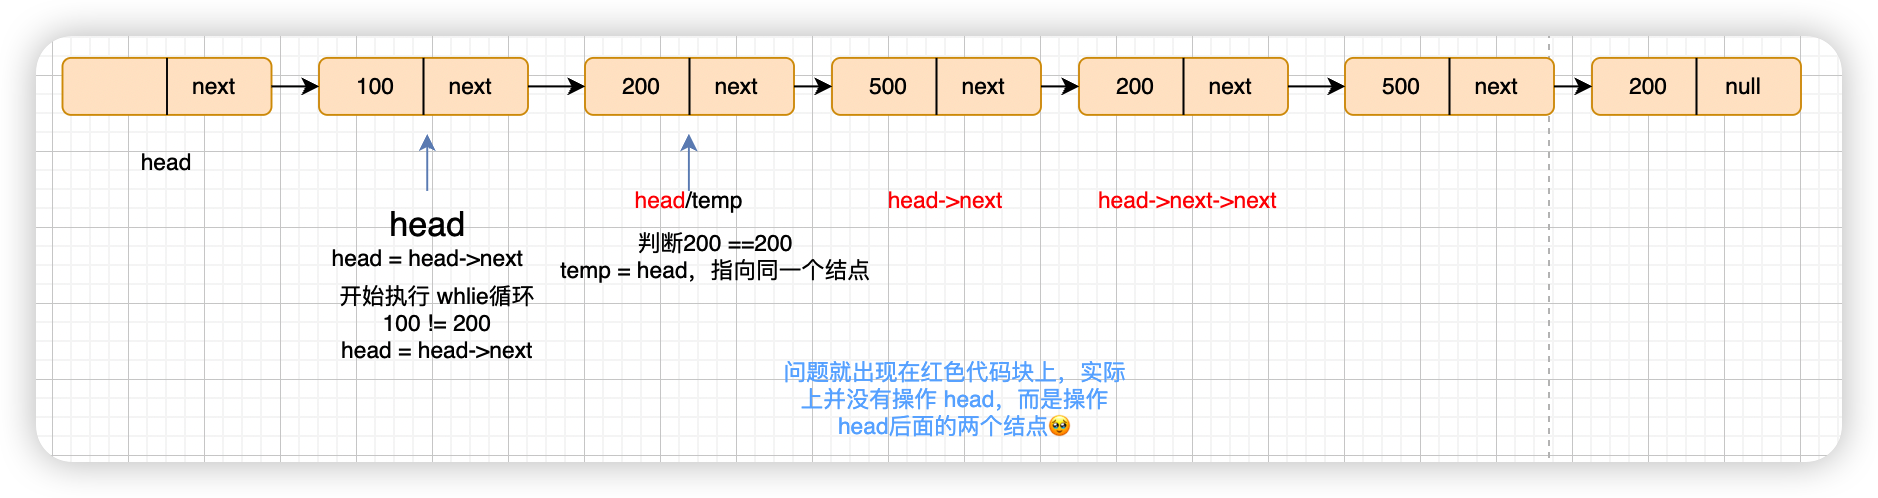 next
100 next
200 next
500 next
200 next
500 next
200 null
head
head
head = head->next
开始执行 whlie循环
100 != 200
head = head->next
head/temp
判断200 ==200
temp = head，指向同一个结点
head->next
head->next->next
问题就出现在红色代码块上，实际
上并没有操作 head，而是操作
head后面的两个结点🥹